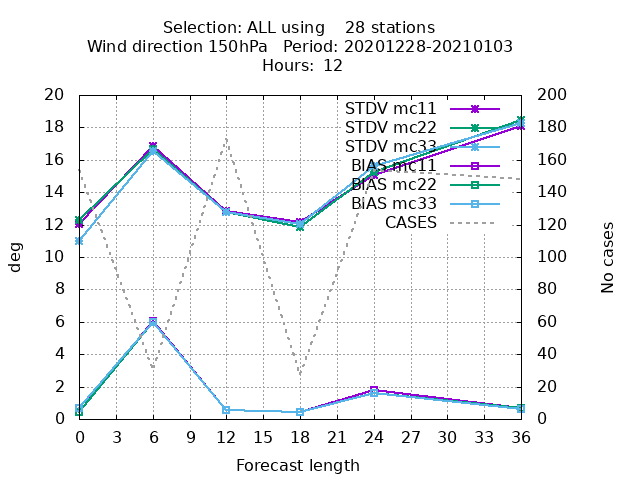 Selection: ALL using    28 stations
Wind direction 150hPa   Period: 20201228-20210103
Hours:  12
20
18
16
14
12
10
8
6
4
2
0
200
180
160
140
120
100
80
60
40
20
0
deg
No cases
STDV mc11
STDV mc22
STDV mc33
BIAS mc11
BIAS mc22
BIAS mc33
CASES
0 3 6 9 12 15 18 21 24 27 30 33 36
Forecast length